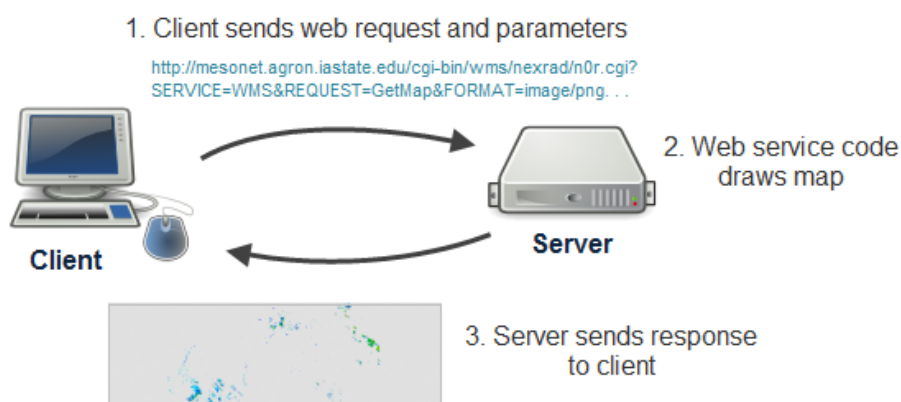 1. Client sends web request and parameters
http://mesonet.agron.iastate.edu/cgi-bin/wms/nexrad/n0r.cgi?
SERVICE=WMS&REQUEST=GetMap&FORMAT=image/png. . .
2. Web service code
draws map
Client
Server
3. Server sends response
to client